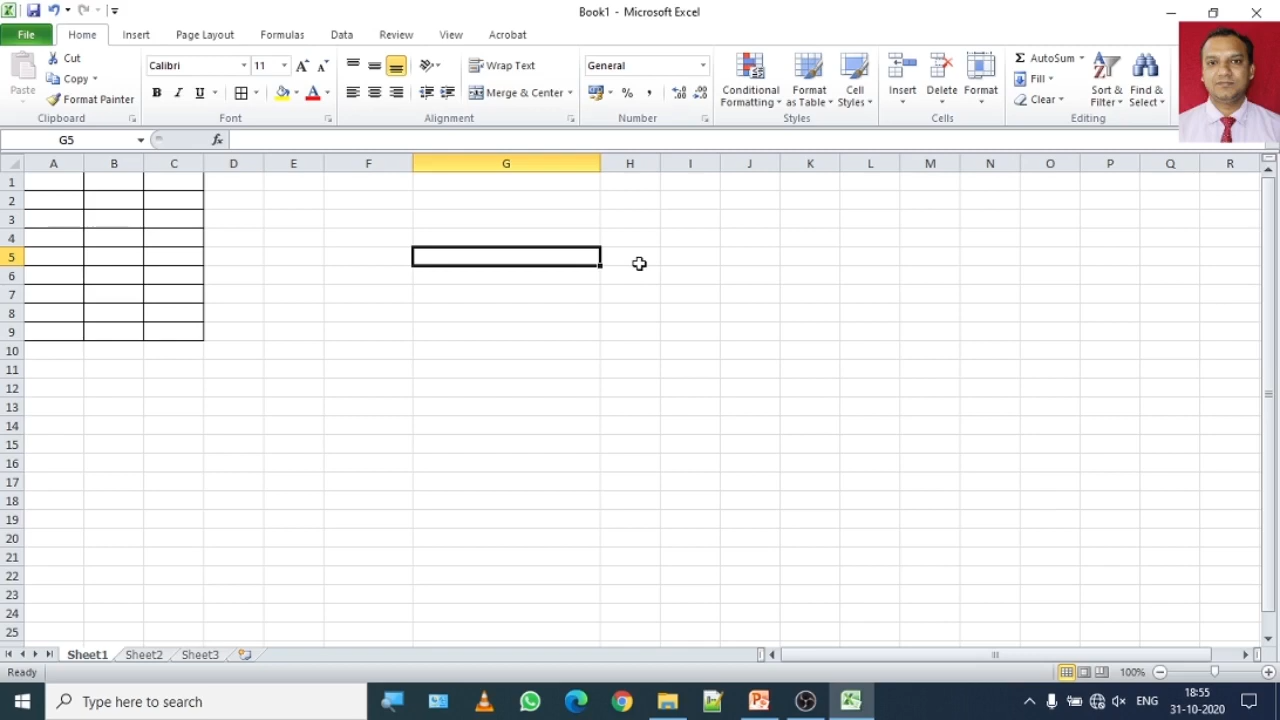 Book1 - Microsoft Excel
File Home Insert Page Layout Formulas Data Review View Acrobat
Cut
Copy
Format Painter
Paste
Clipboard
Calibri 11
B I U
Font
Wrap Text
Merge & Center
Alignment
General
% ,
Number
Conditional Formatting
Format as Table
Cell Styles
Styles
Insert Delete Format
Cells
AutoSum
Fill
Clear
Sort & Filter
Find & Select
Editing
G5 fx
A B C D E F G H I J K L M N O P Q R
1
2
3
4
5
6
7
8
9
10
11
12
13
14
15
16
17
18
19
20
21
22
23
24
25
Sheet1 Sheet2 Sheet3
Ready 100%
Type here to search
ENG
18:55
31-10-2020